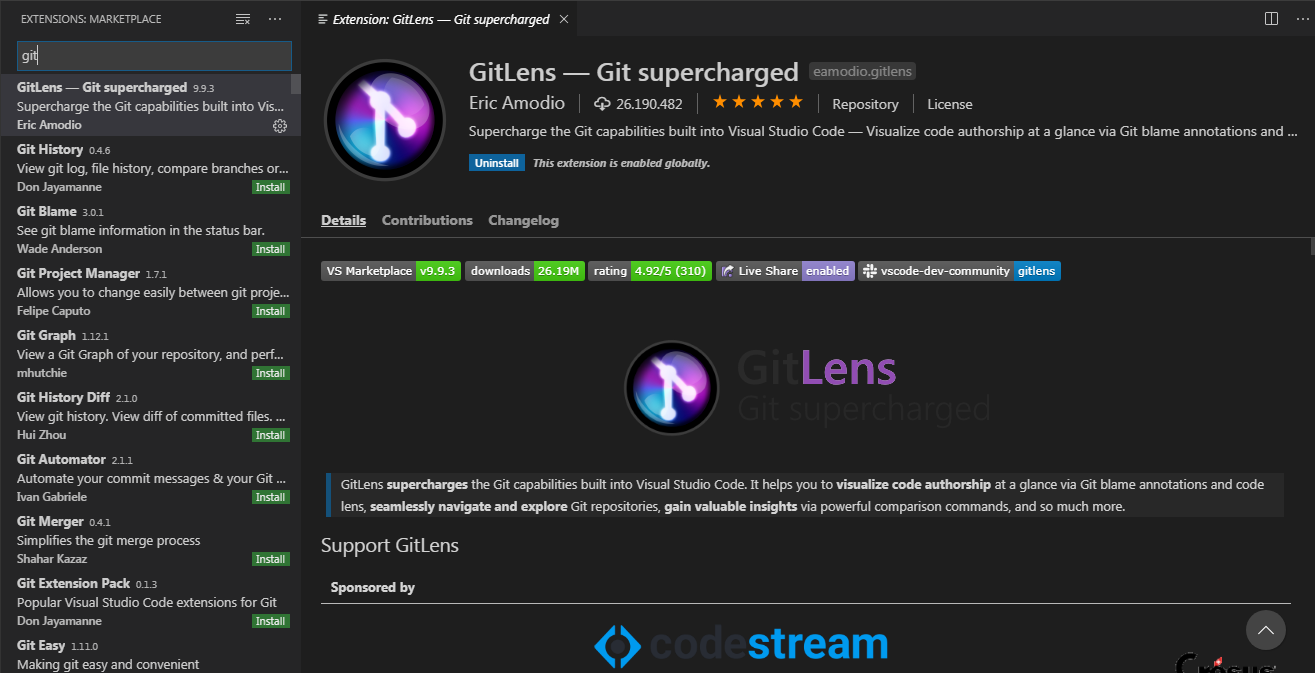 EXTENSIONS: MARKETPLACE
git
GitLens — Git supercharged 9.9.3
Supercharge the Git capabilities built into Vis...
Eric Amodio
Git History 0.4.6
View git log, file history, compare branches or...
Don Jayamanne Install
Git Blame 3.0.1
See git blame information in the status bar.
Wade Anderson Install
Git Project Manager 1.7.1
Allows you to change easily between git proje...
Felipe Caputo Install
Git Graph 1.12.1
View a Git Graph of your repository, and perf...
mhutchie Install
Git History Diff 2.1.0
View git history. View diff of committed files. ...
Hui Zhou Install
Git Automator 2.1.1
Automate your commit messages & your Git ...
Ivan Gabriele Install
Git Merger 0.4.1
Simplifies the git merge process
Shahar Kazaz Install
Git Extension Pack 0.1.3
Popular Visual Studio Code extensions for Git
Don Jayamanne Install
Git Easy 1.11.0
Making git easy and convenient
Extension: GitLens — Git supercharged
GitLens — Git supercharged eamodio.gitlens
Eric Amodio 26.190.482 Repository License
Supercharge the Git capabilities built into Visual Studio Code — Visualize code authorship at a glance via Git blame annotations and ...
Uninstall This extension is enabled globally.
Details Contributions Changelog
VS Marketplace v9.9.3 downloads 26.19M rating 4.92/5 (310) Live Share enabled vscode-dev-community gitlens
GitLens
Git supercharged
GitLens supercharges the Git capabilities built into Visual Studio Code. It helps you to visualize code authorship at a glance via Git blame annotations and code
lens, seamlessly navigate and explore Git repositories, gain valuable insights via powerful comparison commands, and so much more.
Support GitLens
Sponsored by
codestream